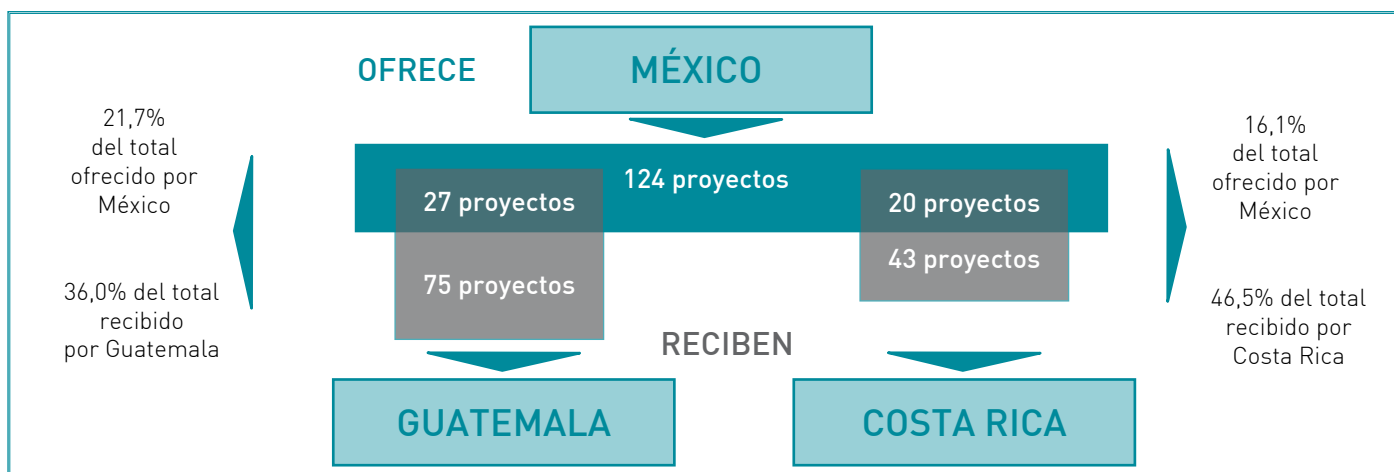 OFRECE
MÉXICO
21,7%
del total
ofrecido por
México
124 proyectos
27 proyectos
20 proyectos
16,1%
del total
ofrecido por
México
75 proyectos
43 proyectos
36,0% del total
recibido
por Guatemala
RECIBEN
46,5% del total
recibido por
Costa Rica
GUATEMALA
COSTA RICA